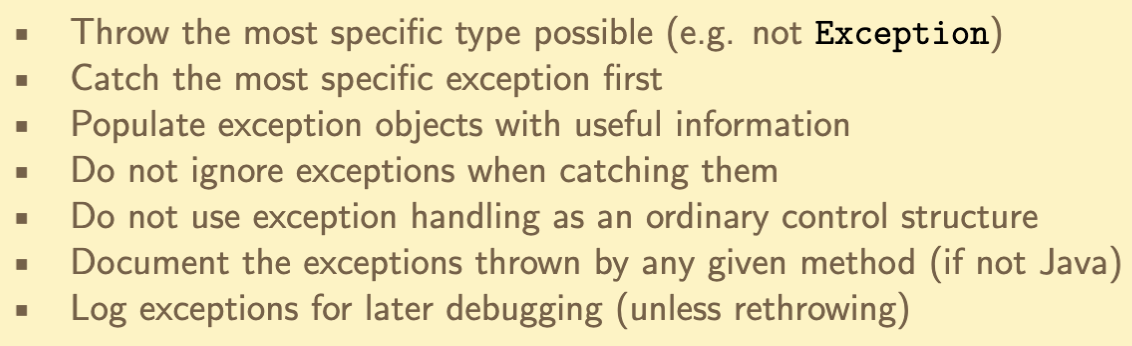 ▪ Throw the most specific type possible (e.g. not Exception)
▪ Catch the most specific exception first
▪ Populate exception objects with useful information
▪ Do not ignore exceptions when catching them
▪ Do not use exception handling as an ordinary control structure
▪ Document the exceptions thrown by any given method (if not Java)
▪ Log exceptions for later debugging (unless rethrowing)